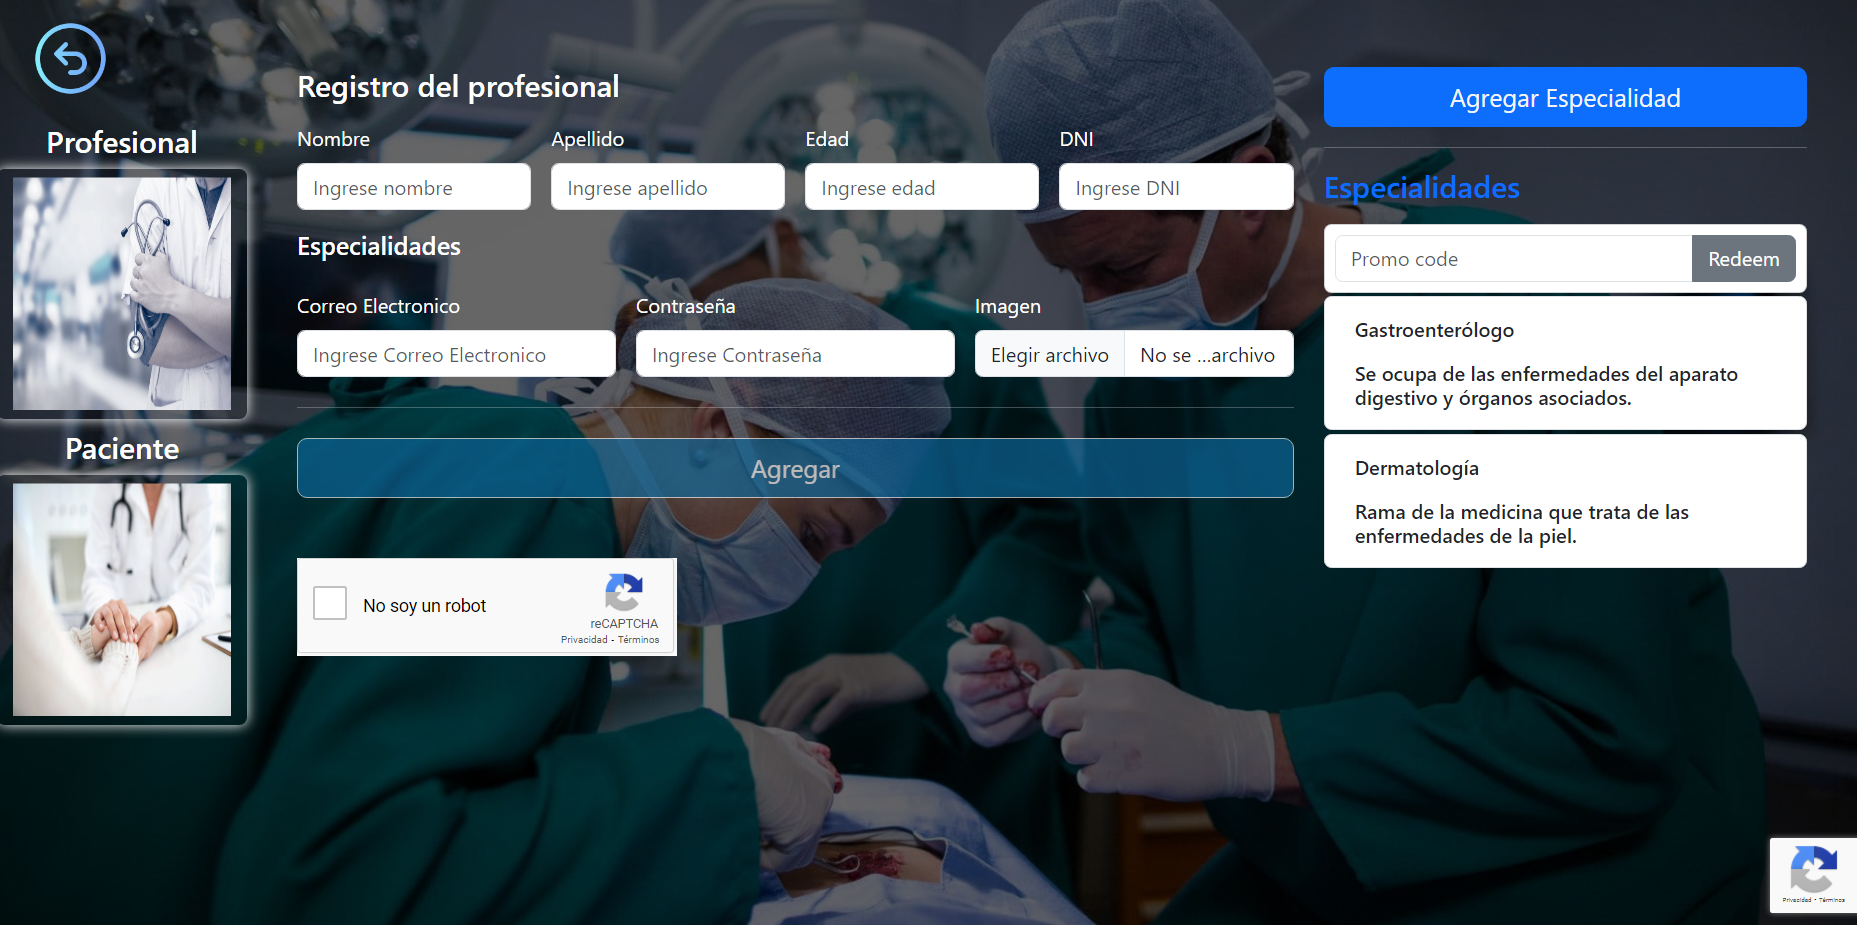 Profesional
Paciente
Registro del profesional
Nombre
Apellido
Edad
DNI
Ingrese nombre
Ingrese apellido
Ingrese edad
Ingrese DNI
Especialidades
Correo Electronico
Contraseña
Imagen
Ingrese Correo Electronico
Ingrese Contraseña
Elegir archivo
No se ...archivo
Agregar
No soy un robot
reCAPTCHA
Privacidad - Términos
Agregar Especialidad
Especialidades
Promo code
Redeem
Gastroenterólogo
Se ocupa de las enfermedades del aparato
digestivo y órganos asociados.
Dermatología
Rama de la medicina que trata de las
enfermedades de la piel.
Privacidad - Términos